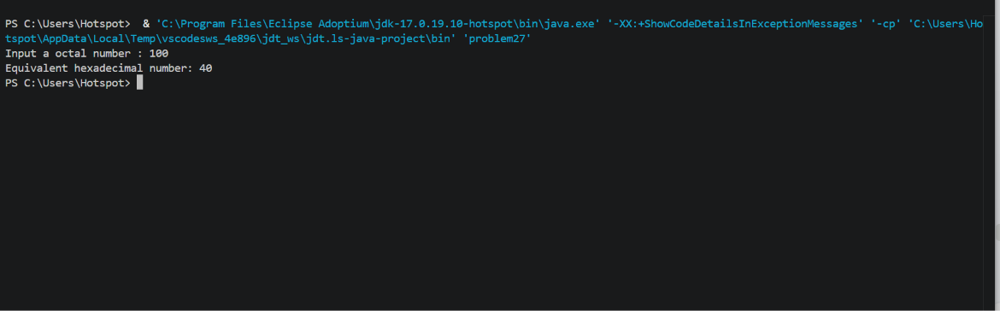 PS C:\Users\Hotspot>  & 'C:\Program Files\Eclipse Adoptium\jdk-17.0.19.10-hotspot\bin\java.exe' '-XX:+ShowCodeDetailsInExceptionMessages' '-cp' 'C:\Users\Ho
tspot\AppData\Local\Temp\vscodesws_4e896\jdt_ws\jdt.ls-java-project\bin' 'problem27'
Input a octal number : 100
Equivalent hexadecimal number: 40
PS C:\Users\Hotspot>